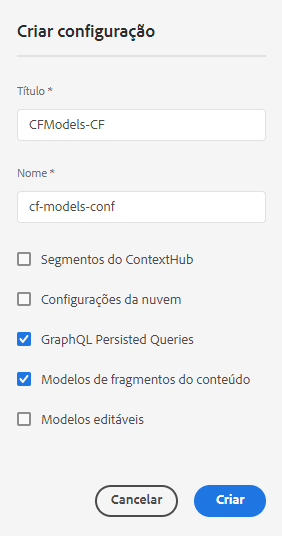 Criar configuração
Título *
CFModels-CF
Nome *
cf-models-conf
Segmentos do ContextHub
Configurações da nuvem
GraphQL Persisted Queries
Modelos de fragmentos do conteúdo
Modelos editáveis
Cancelar
Criar